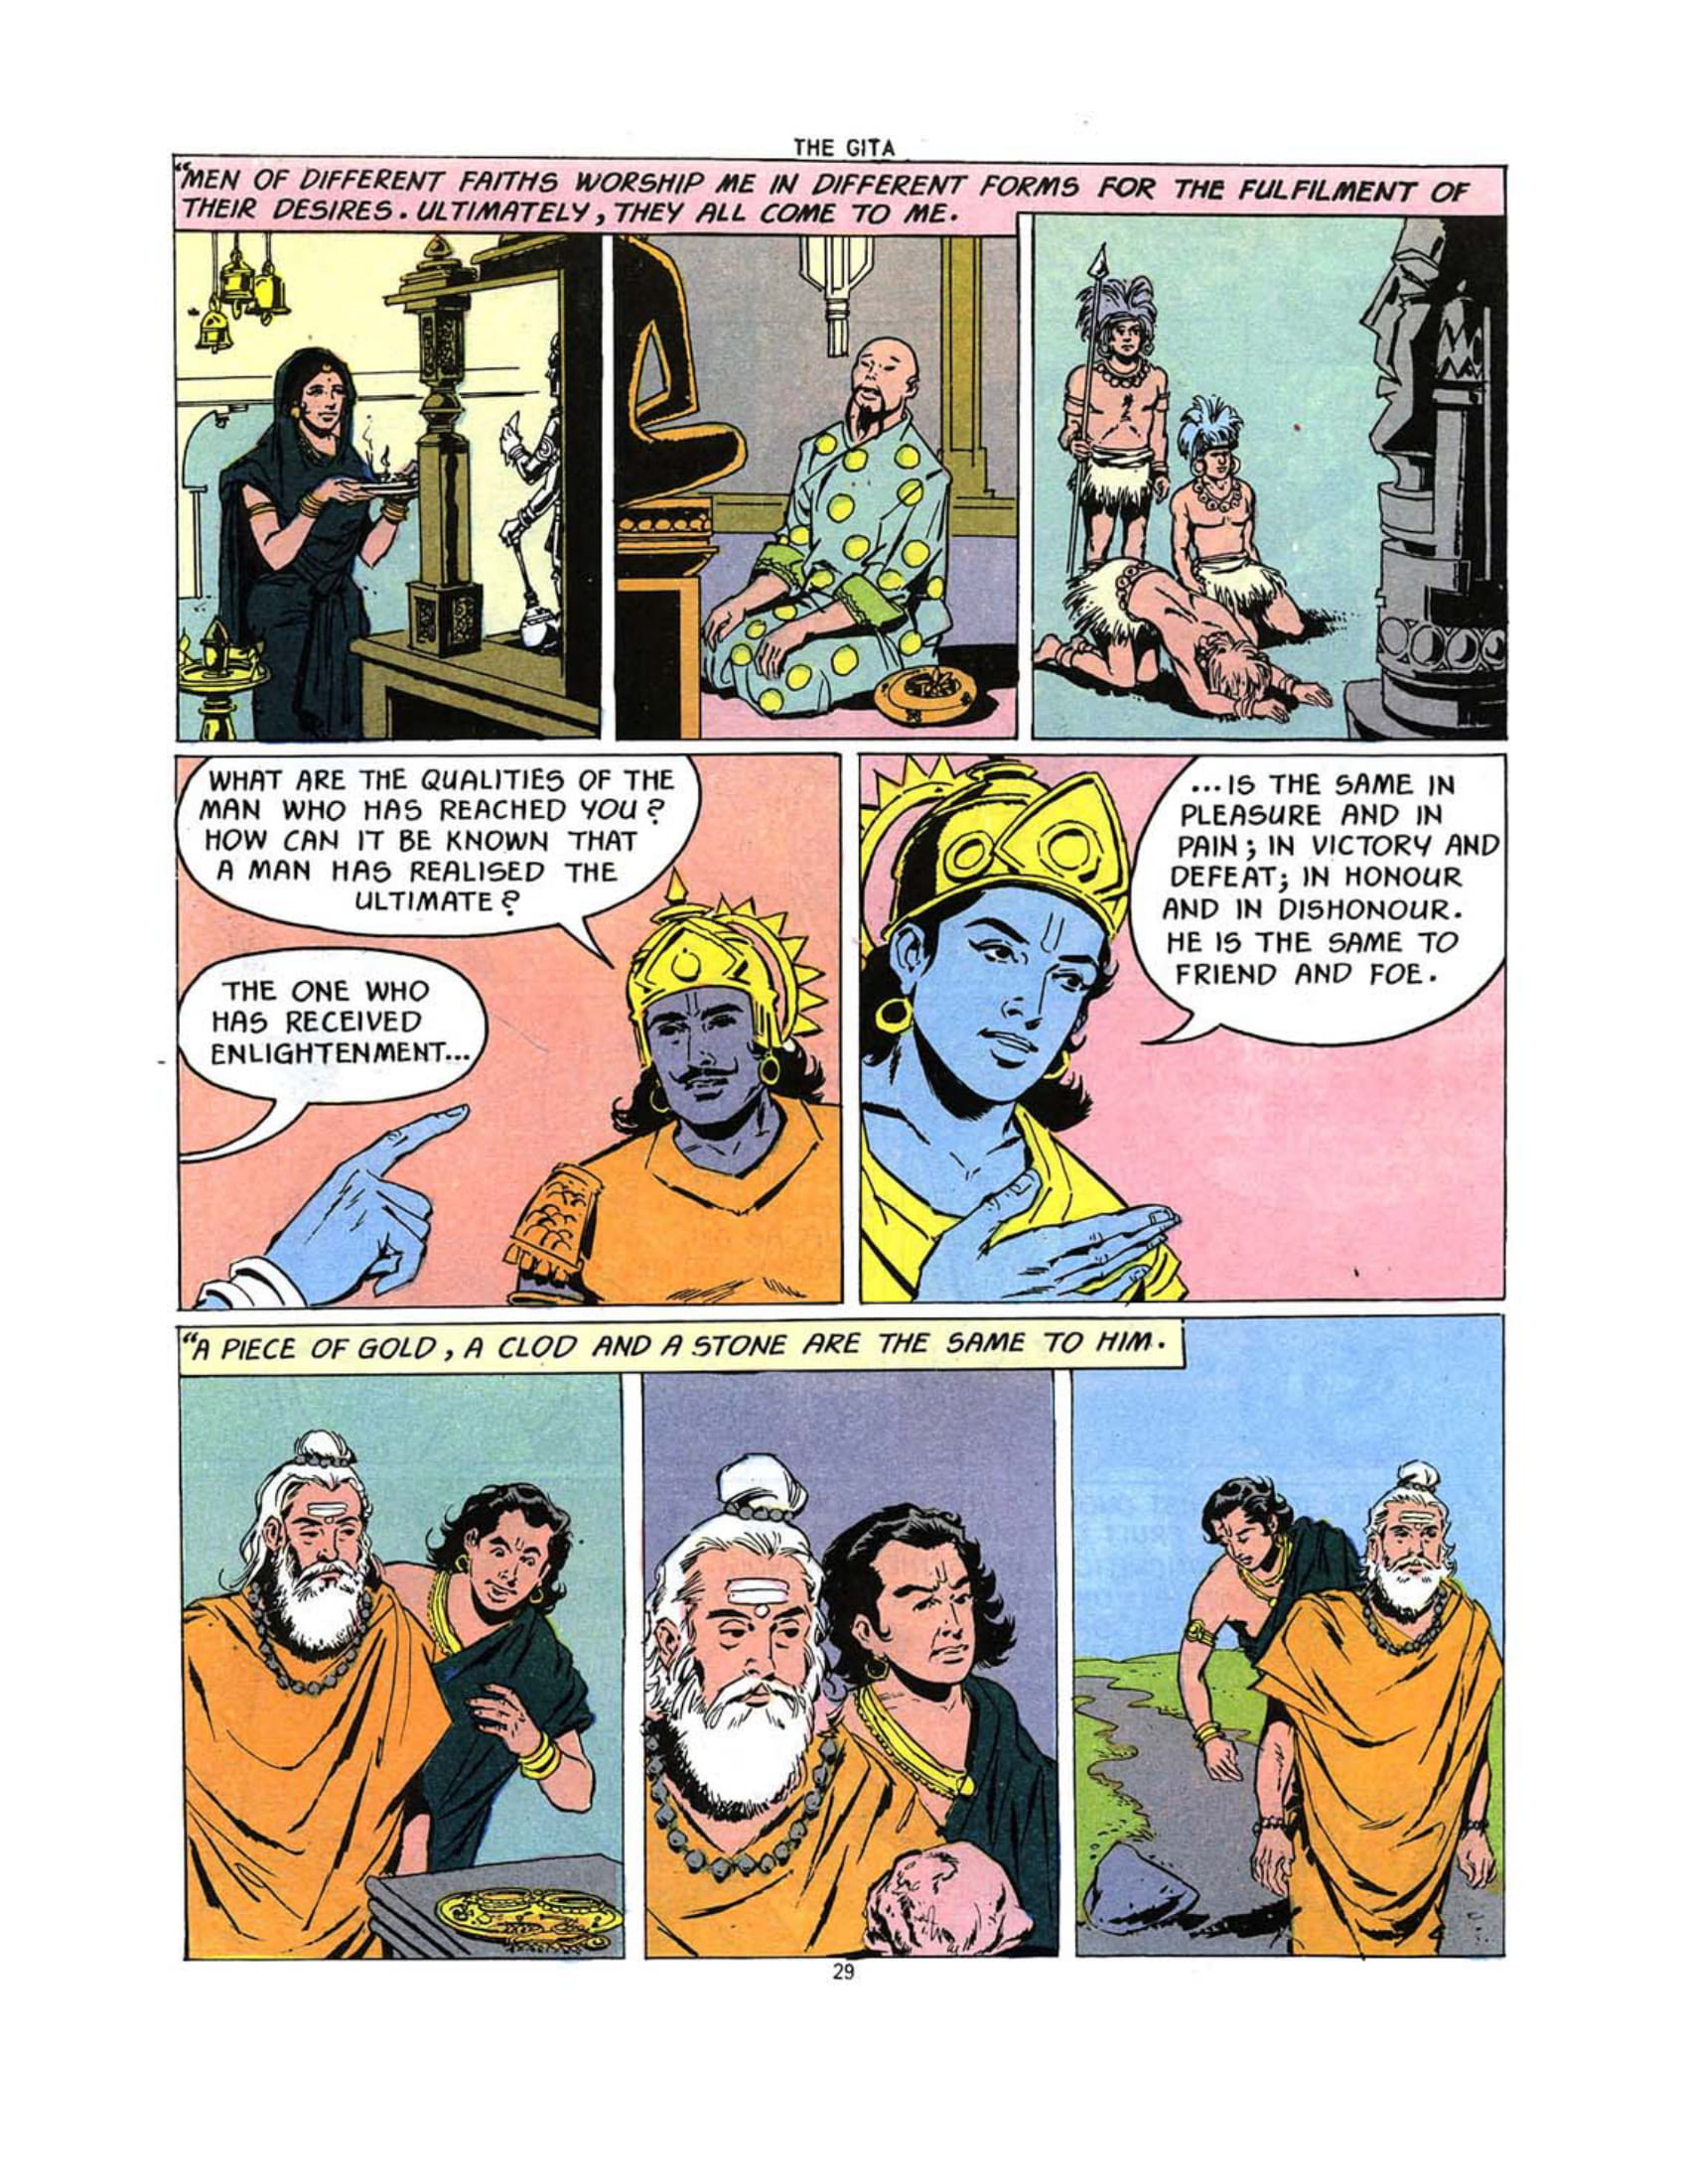 THE GITA
"MEN OF DIFFERENT FAITHS WORSHIP ME IN DIFFERENT FORMS FOR THE FULFILMENT OF
THEIR DESIRES. ULTIMATELY, THEY ALL COME TO ME.
WHAT ARE THE QUALITIES OF THE
MAN WHO HAS REACHED YOU?
HOW CAN IT BE KNOWN THAT
A MAN HAS REALISED THE
ULTIMATE?
THE ONE WHO
HAS RECEIVED
ENLIGHTENMENT...
...IS THE SAME IN
PLEASURE AND IN
PAIN; IN VICTORY AND
DEFEAT; IN HONOUR
AND IN DISHONOUR.
HE IS THE SAME TO
FRIEND AND FOE.
"A PIECE OF GOLD, A CLOD AND A STONE ARE THE SAME TO HIM.
29